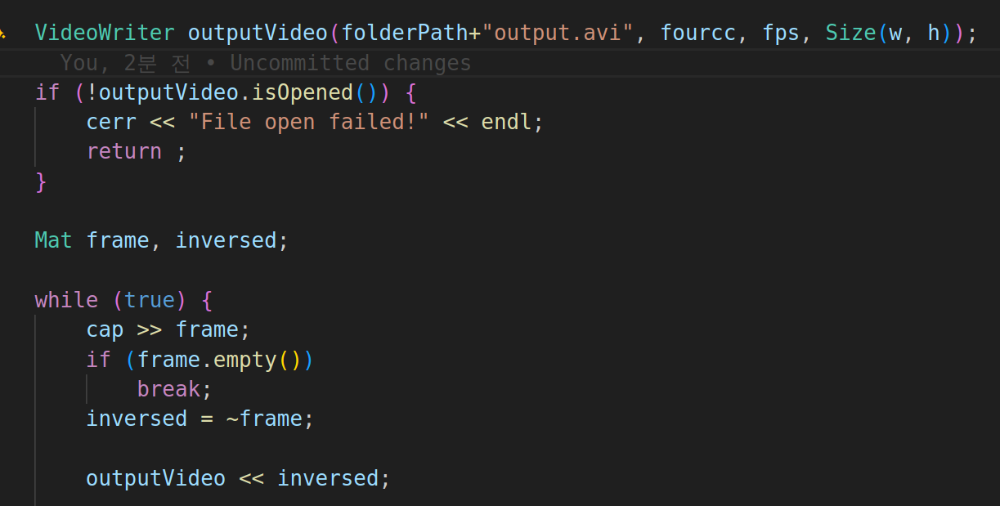 VideoWriter outputVideo(folderPath+"output.avi", fourcc, fps, Size(w, h));
You, 2분 전 • Uncommitted changes
if (!outputVideo.isOpened()) {
cerr << "File open failed!" << endl;
return ;
}
Mat frame, inversed;
while (true) {
cap >> frame;
if (frame.empty())
break;
inversed = ~frame;
outputVideo << inversed;